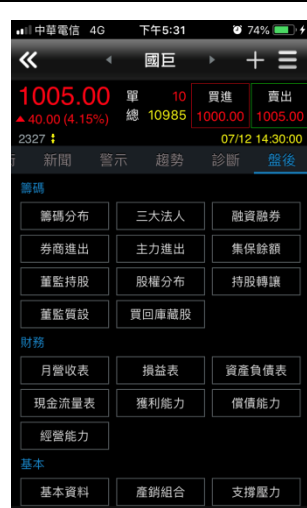 中華電信 4G 下午5:31 74%
國巨
1005.00 單 10 買進 賣出
▲40.00 (4.15%) 總 10985 1000.00 1005.00
2327 07/12 14:30:00
新聞 警示 趨勢 診斷 盤後
籌碼
籌碼分布 三大法人 融資融券
券商進出 主力進出 集保餘額
董監持股 股權分布 持股轉讓
董監質設 買回庫藏股
財務
月營收表 損益表 資產負債表
現金流量表 獲利能力 償債能力
經營能力
基本
基本資料 產銷組合 支撐壓力